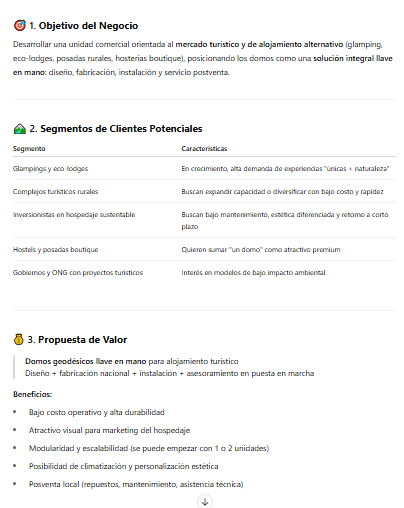 🎯 1. Objetivo del Negocio
Desarrollar una unidad comercial orientada al mercado turístico y de alojamiento alternativo (glamping,
eco-lodges, posadas rurales, hosterías boutique), posicionando los domos como una solución integral llave
en mano: diseño, fabricación, instalación y servicio postventa.
🏕️ 2. Segmentos de Clientes Potenciales
Segmento Características
Glampings y eco-lodges En crecimiento, alta demanda de experiencias "únicas + naturaleza"
Complejos turísticos rurales Buscan expandir capacidad o diversificar con bajo costo y rapidez
Inversionistas en hospedaje sustentable Buscan bajo mantenimiento, estética diferenciada y retorno a corto
plazo
Hostels y posadas boutique Quieren sumar "un domo" como atractivo premium
Gobiernos y ONG con proyectos turísticos Interés en modelos de bajo impacto ambiental
💰 3. Propuesta de Valor
Domos geodésicos llave en mano para alojamiento turístico
Diseño + fabricación nacional + instalación + asesoramiento en puesta en marcha
Beneficios:
• Bajo costo operativo y alta durabilidad
• Atractivo visual para marketing del hospedaje
• Modularidad y escalabilidad (se puede empezar con 1 o 2 unidades)
• Posibilidad de climatización y personalización estética
• Posventa local (repuestos, mantenimiento, asistencia técnica)